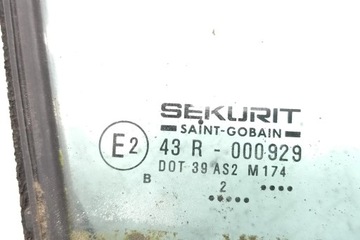 SEKURIT
SAINT-GOBAIN
E2 43 R - 000929
DOT 39 AS2 M174
B 2 ····
·····